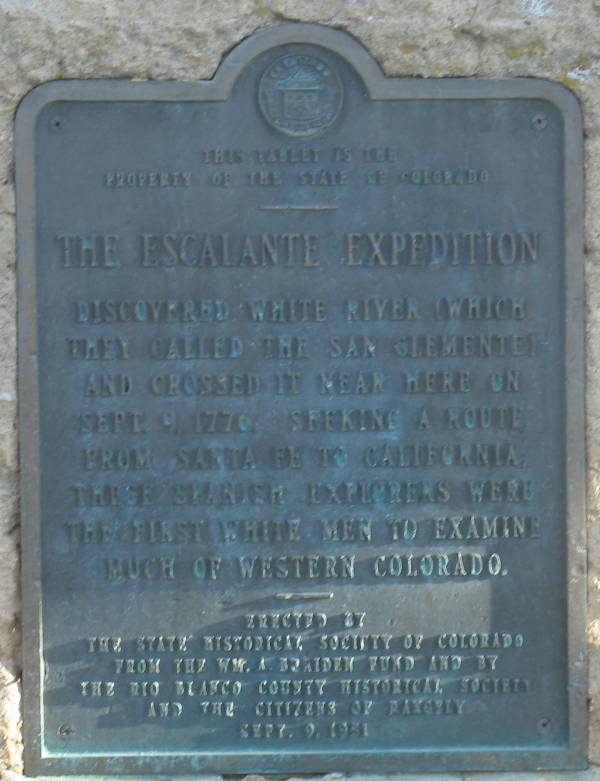 THIS TABLET IS THE
PROPERTY OF THE STATE OF COLORADO
THE ESCALANTE EXPEDITION
DISCOVERED WHITE RIVER (WHICH
THEY CALLED THE SAN CLEMENTE)
AND CROSSED IT NEAR HERE ON
SEPT. 9, 1776. SEEKING A ROUTE
FROM SANTA FE TO CALIFORNIA,
THESE SPANISH EXPLORERS WERE
THE FIRST WHITE MEN TO EXAMINE
MUCH OF WESTERN COLORADO.
ERECTED BY
THE STATE HISTORICAL SOCIETY OF COLORADO
FROM THE WM. A. BRAIDEN FUND AND BY
THE RIO BLANCO COUNTY HISTORICAL SOCIETY
AND THE CITIZENS OF RANGELY
SEPT. 9, 1951